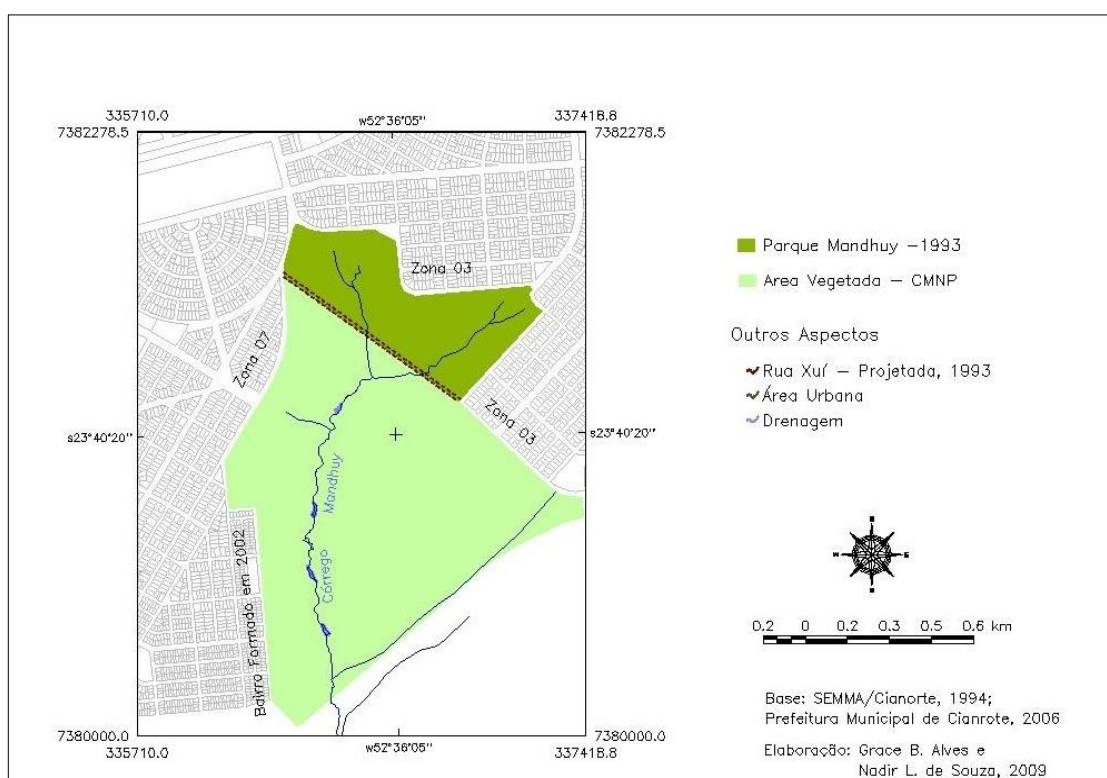 335710.0
w52°36'05"
337418.8
7382278.5
7382278.5
Zona 03
Parque Mandhuy -1993
Area Vegetada - CMNP
Outros Aspectos
Rua Xuí - Projetada, 1993
Área Urbana
Drenagem
Zona 07
Zona 03
s23°40'20"
s23°40'20"
Córrego Mandhuy
Bairro Formado em 2002
N
W
E
S
0.2 0 0.2 0.3 0.5 0.6 km
Base: SEMMA/Cianorte, 1994;
Prefeitura Municipal de Cianrote, 2006
Elaboração: Grace B. Alves e
Nadir L. de Souza, 2009
7380000.0
7380000.0
335710.0
w52°36'05"
337418.8